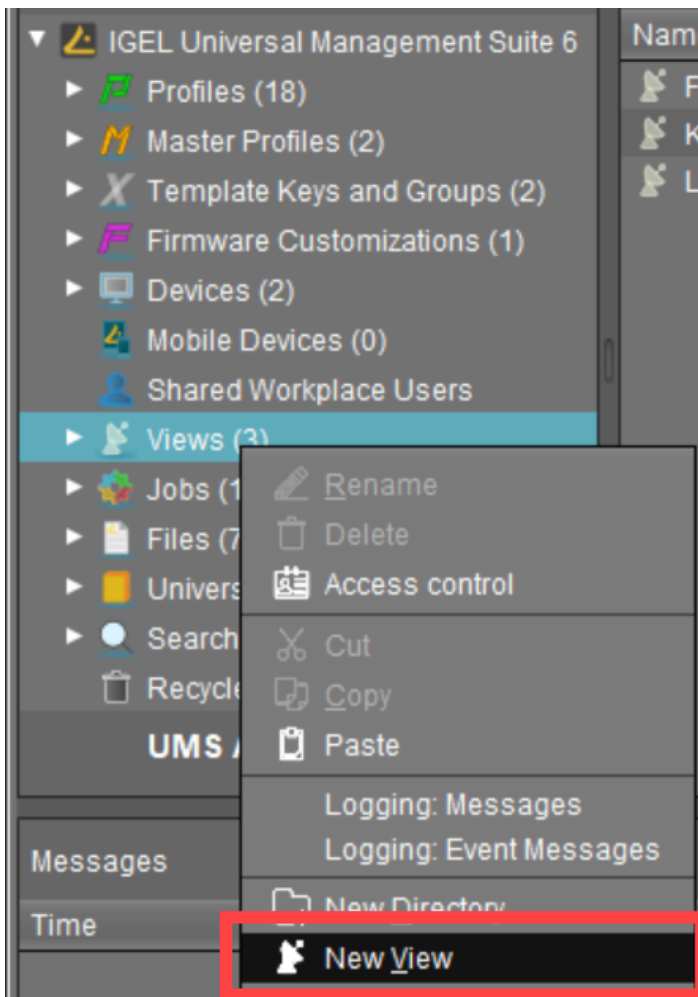 IGEL Universal Management Suite 6
Nam
Profiles (18)
F
Master Profiles (2)
K
Template Keys and Groups (2)
L
Firmware Customizations (1)
Devices (2)
Mobile Devices (0)
Shared Workplace Users
Views (3)
Rename
Jobs (1
Delete
Files (7
Access control
Univers
Search
Cut
Recycle
Copy
UMS
Paste
Logging: Messages
Logging: Event Messages
Messages
New Directory
Time
New View